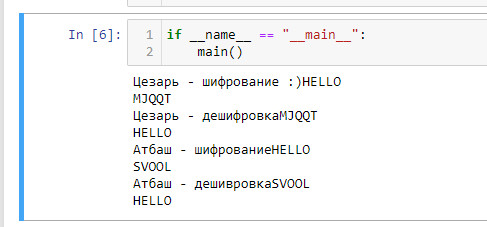 In [6]:
1 if __name__ == "__main__":
2     main()
Цезарь - шифрование :)HELLO
MJQQT
Цезарь - дешифровкаMJQQT
HELLO
Атбаш - шифрованиеHELLO
SVOOL
Атбаш - дешивровкаSVOOL
HELLO